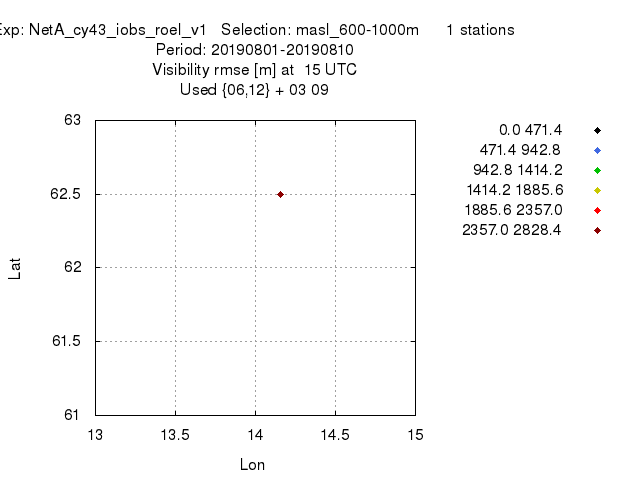 Exp: NetA_cy43_iobs_roel_v1 Selection: masl_600-1000m 1 stations
Period: 20190801-20190810
Visibility rmse [m] at 15 UTC
Used {06,12} + 03 09
63
62.5
62
61.5
61
Lat
13 13.5 14 14.5 15
Lon
0.0 471.4
471.4 942.8
942.8 1414.2
1414.2 1885.6
1885.6 2357.0
2357.0 2828.4